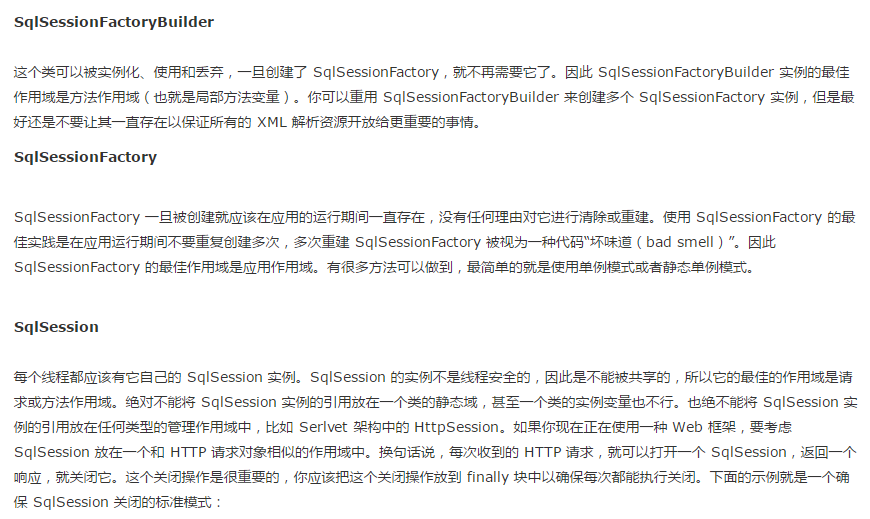 SqlSessionFactoryBuilder
这个类可以被实例化、使用和丢弃，一旦创建了 SqlSessionFactory，就不再需要它了。因此 SqlSessionFactoryBuilder 实例的最佳
作用域是方法作用域（也就是局部方法变量）。你可以重用 SqlSessionFactoryBuilder 来创建多个 SqlSessionFactory 实例，但是最
好还是不要让其一直存在以保证所有的 XML 解析资源开放给更重要的事情。
SqlSessionFactory
SqlSessionFactory 一旦被创建就应该在应用的运行期间一直存在，没有任何理由对它进行清除或重建。使用 SqlSessionFactory 的最
佳实践是在应用运行期间不要重复创建多次，多次重建 SqlSessionFactory 被视为一种代码“坏味道（bad smell）”。因此
SqlSessionFactory 的最佳作用域是应用作用域。有很多方法可以做到，最简单的就是使用单例模式或者静态单例模式。
SqlSession
每个线程都应该有它自己的 SqlSession 实例。SqlSession 的实例不是线程安全的，因此是不能被共享的，所以它的最佳的作用域是请
求或方法作用域。绝对不能将 SqlSession 实例的引用放在一个类的静态域，甚至一个类的实例变量也不行。也绝不能将 SqlSession 实
例的引用放在任何类型的管理作用域中，比如 Serlvet 架构中的 HttpSession。如果你现在正在使用一种 Web 框架，要考虑
SqlSession 放在一个和 HTTP 请求对象相似的作用域中。换句话说，每次收到的 HTTP 请求，就可以打开一个 SqlSession，返回一个
响应，就关闭它。这个关闭操作是很重要的，你应该把这个关闭操作放到 finally 块中以确保每次都能执行关闭。下面的示例就是一个确
保 SqlSession 关闭的标准模式：